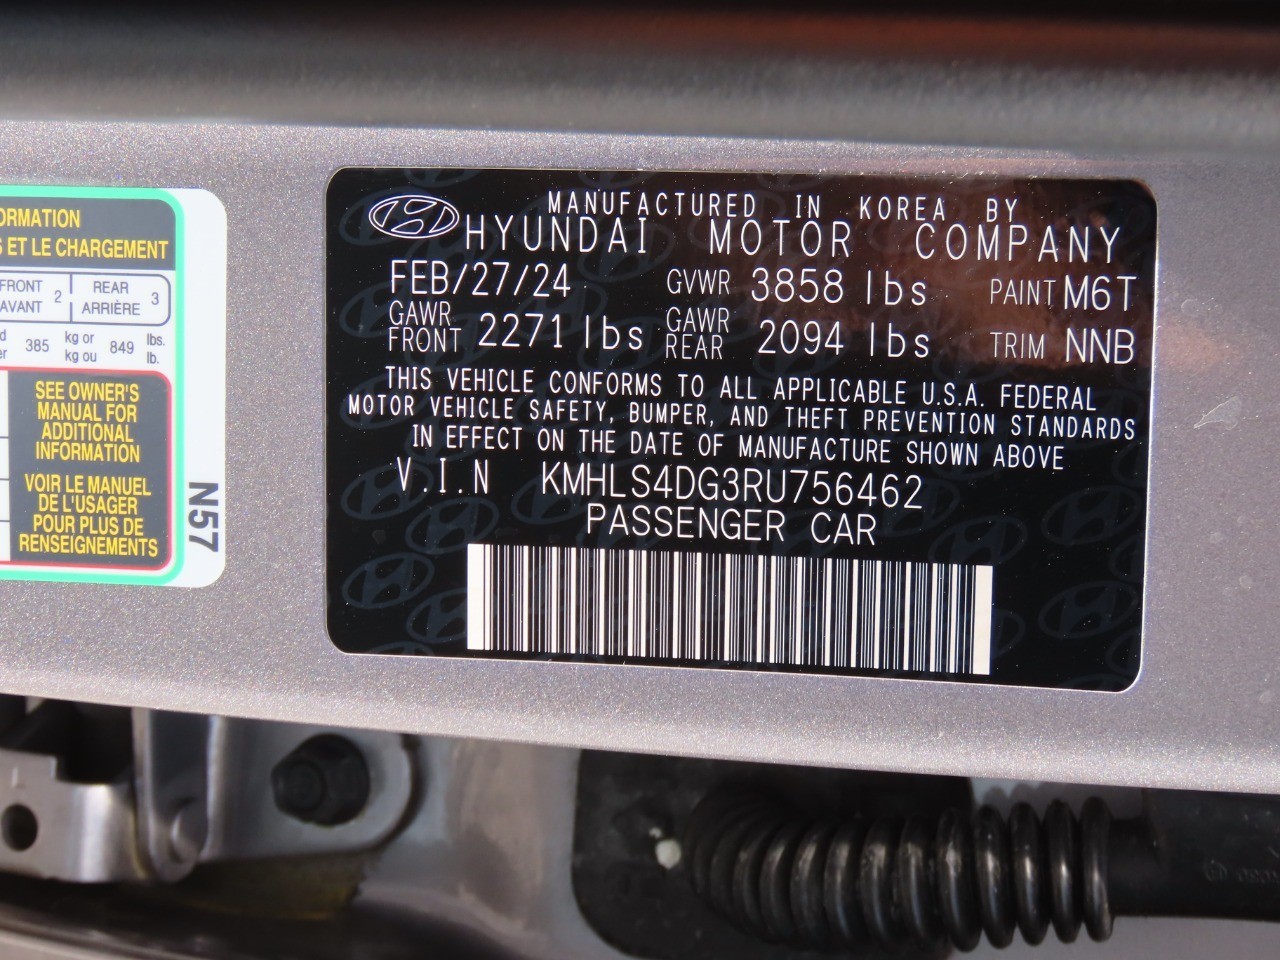 ORMATION
S ET LE CHARGEMENT
FRONT 2 REAR 3
AVANT ARRIÈRE
385 kg or 849 lbs.
kg ou lb.
SEE OWNER'S
MANUAL FOR
ADDITIONAL
INFORMATION
VOIR LE MANUEL
DE L'USAGER
POUR PLUS DE
RENSEIGNEMENTS
N57
MANUFACTURED IN KOREA BY
HYUNDAI MOTOR COMPANY
FEB/27/24 GVWR 3858 lbs PAINT M6T
GAWR FRONT 2271 lbs GAWR REAR 2094 lbs TRIM NNB
THIS VEHICLE CONFORMS TO ALL APPLICABLE U.S.A. FEDERAL
MOTOR VEHICLE SAFETY, BUMPER, AND THEFT PREVENTION STANDARDS
IN EFFECT ON THE DATE OF MANUFACTURE SHOWN ABOVE
V.I.N KMHLS4DG3RU756462
PASSENGER CAR